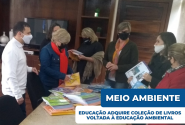 MEIO AMBIENTE
EDUCAÇÃO ADQUIRE COLEÇÃO DE LIVROS
VOLTADA À EDUCAÇÃO AMBIENTAL